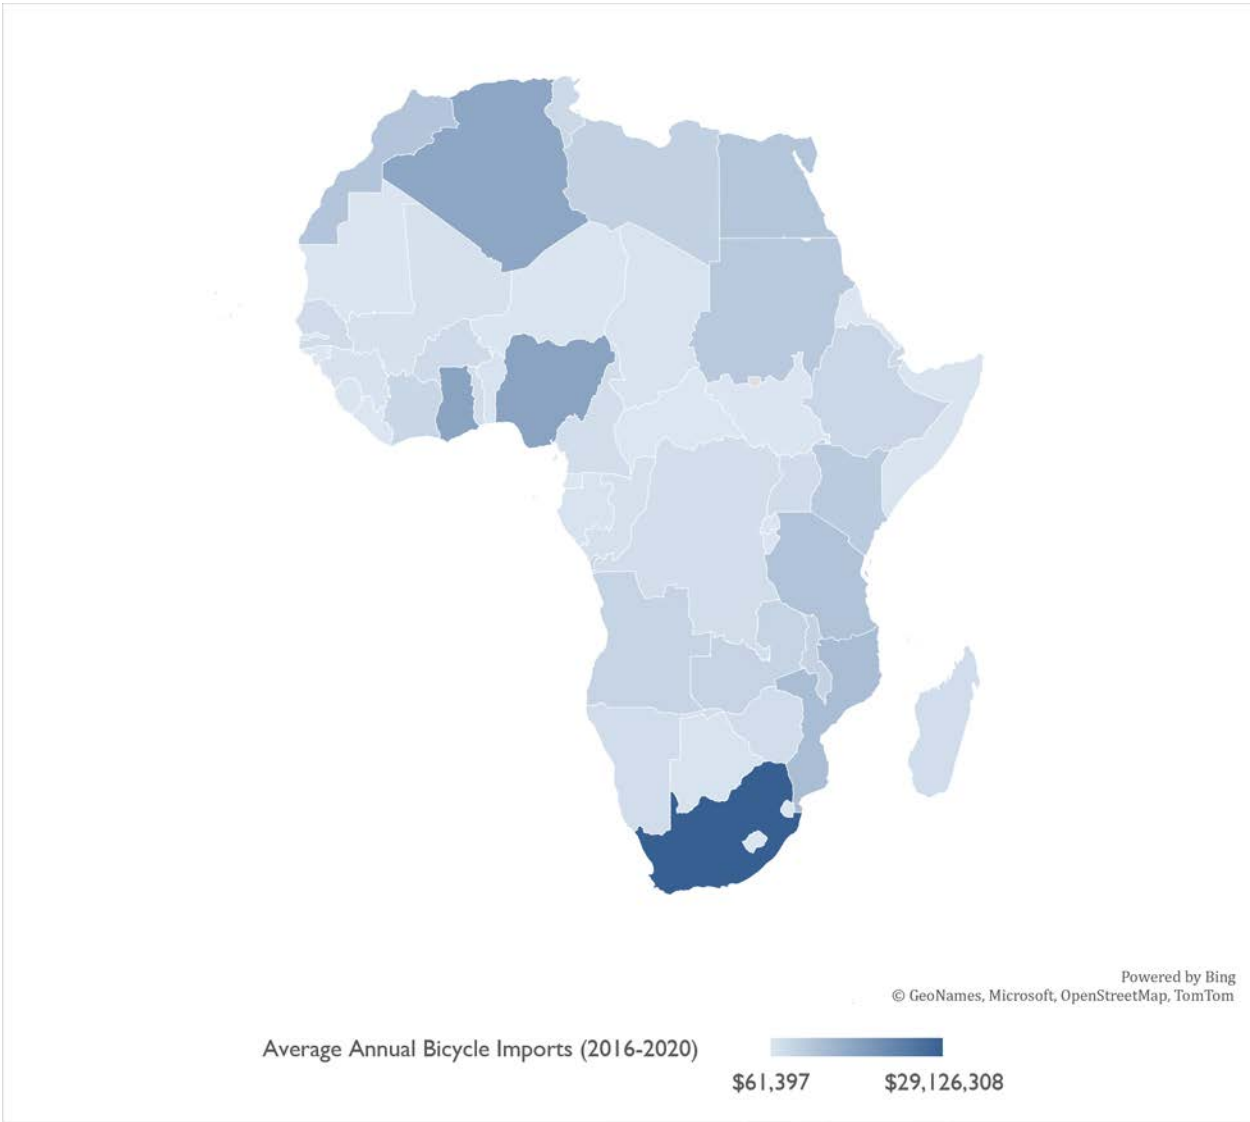 Powered by Bing
© GeoNames, Microsoft, OpenStreetMap, TomTom
Average Annual Bicycle Imports (2016-2020)
$61,397 $29,126,308